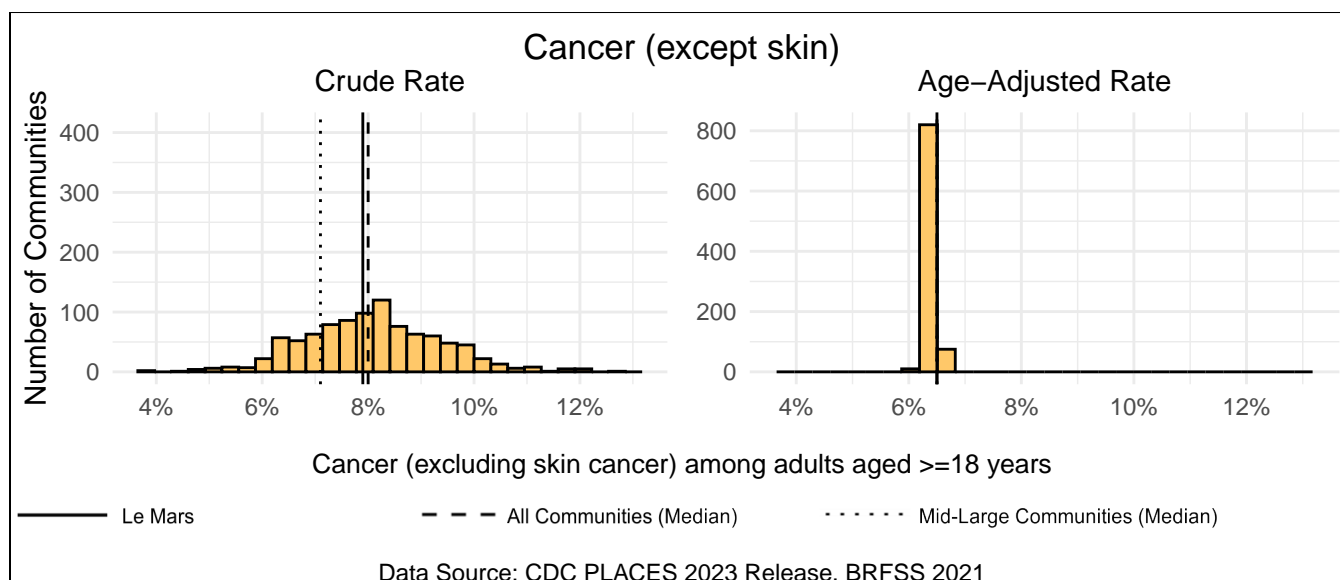 Cancer (except skin)
Crude Rate
Age−Adjusted Rate
Number of Communities
400
300
200
100
0
4%
6%
8%
10%
12%
800
600
400
200
0
4%
6%
8%
10%
12%
Cancer (excluding skin cancer) among adults aged >=18 years
Le Mars
All Communities (Median)
Mid-Large Communities (Median)
Data Source: CDC PLACES 2023 Release, BRFSS 2021